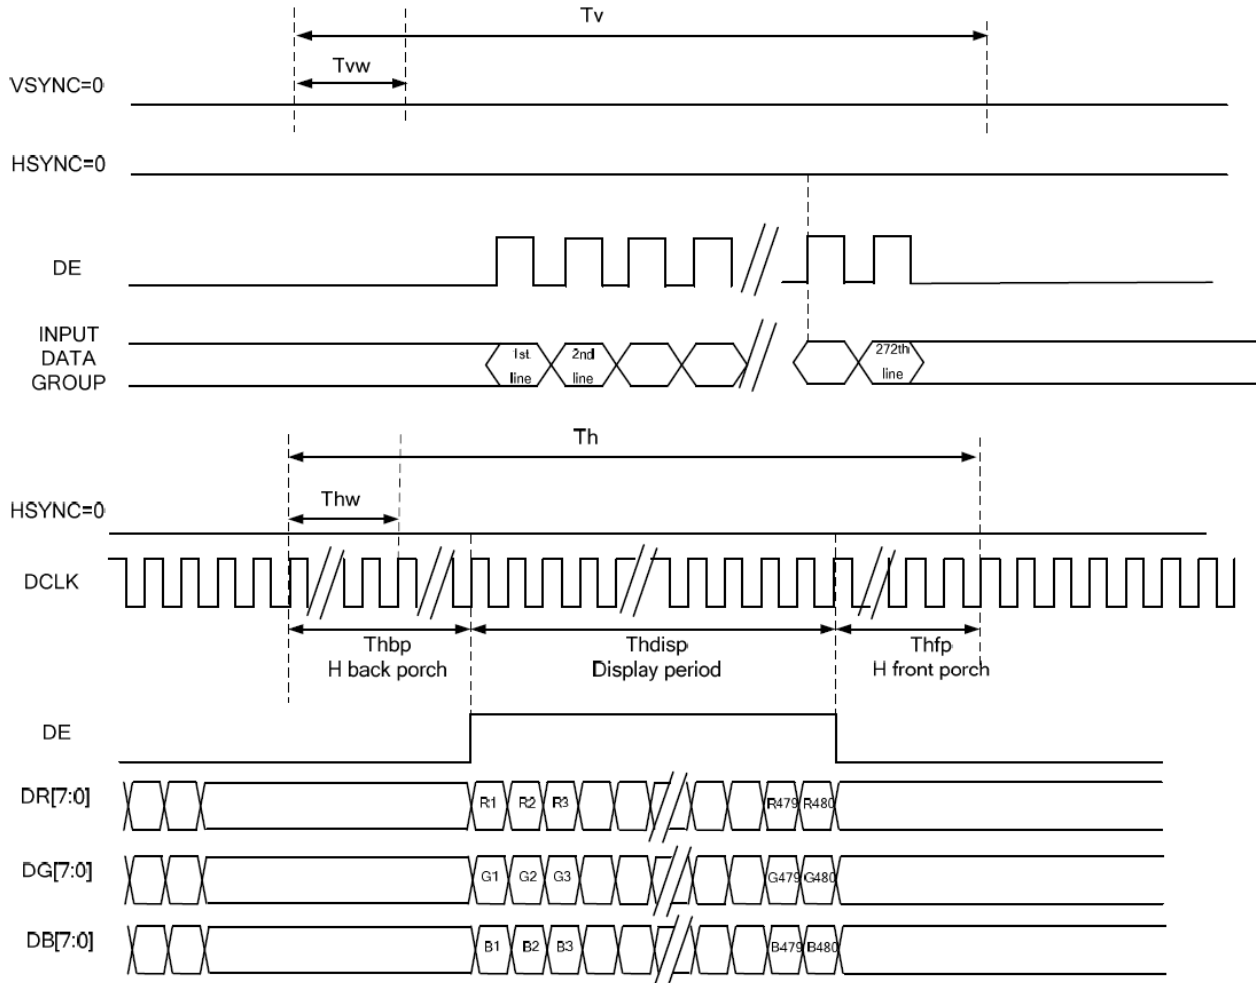 Tv
Tvw
VSYNC=0
HSYNC=0
DE
INPUT
DATA
GROUP
1st
line
2nd
line
272th
line
Th
Thw
HSYNC=0
DCLK
Thbp
H back porch
Thdisp
Display period
Thfp
H front porch
DE
DR[7:0]
R1 R2 R3 R479 R480
DG[7:0]
G1 G2 G3 G479 G480
DB[7:0]
B1 B2 B3 B479 B480